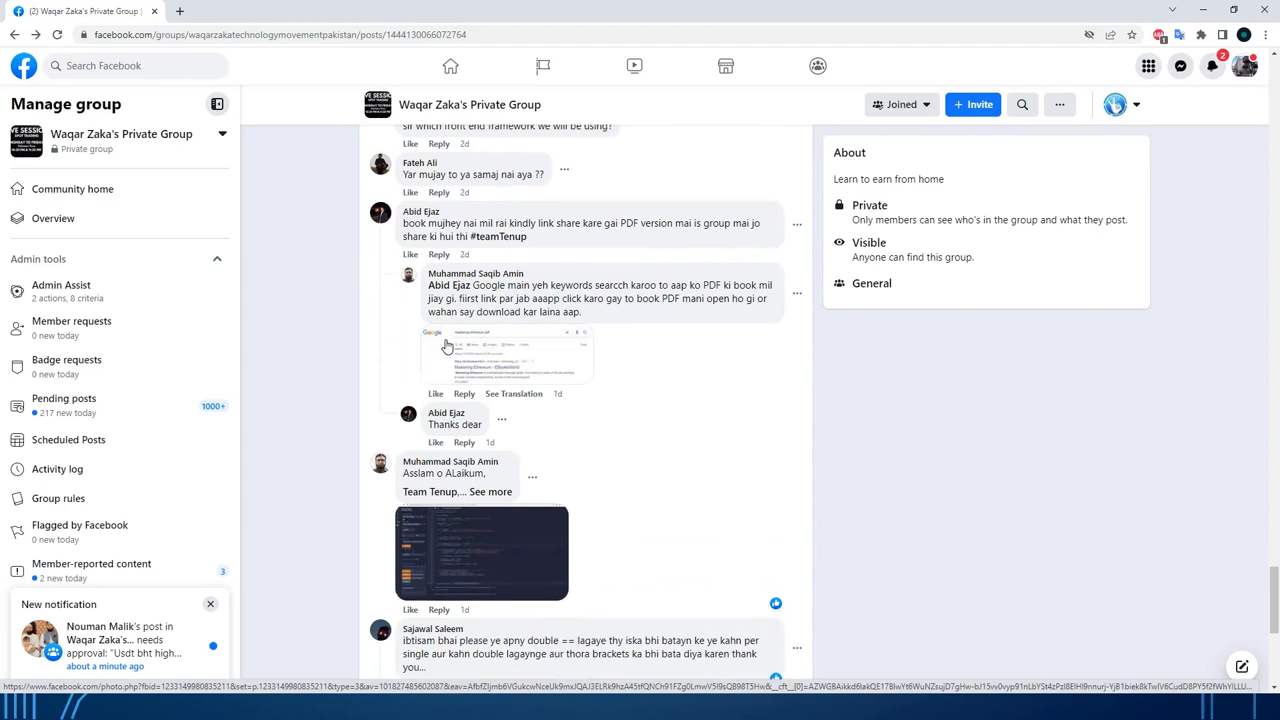 (2) Waqar Zaka's Private Group |
facebook.com/groups/waqarzakatechnologymovementpakistan/posts/1444130066072764
Search Facebook
2
Manage group
Waqar Zaka's Private Group
Private group
Community home
Overview
Admin tools
Admin Assist
2 actions, 8 criteria
Member requests
0 new today
Badge requests
0 new today
Pending posts
217 new today
1000+
Scheduled Posts
Activity log
Group rules
Flagged by Facebook
0 new today
Member-reported content
2 new today
3
New notification
Nouman Malik's post in
Waqar Zaka's... needs
approval: "Usdt bht high...
about a minute ago
Waqar Zaka's Private Group
Joined
+ Invite
Like Reply 2d
Fateh Ali
Yar mujay to ya samaj nai aya ??
Like Reply 2d
Abid Ejaz
book mujhey nai mil rai kindly link share kare gai PDF version mai is group mai jo
share ki hui thi #teamTenup
Like Reply 2d
Muhammad Saqib Amin
Abid Ejaz Google main yeh keywords searcch karoo to aap ko PDF ki book mil
jiay gi. fiirst link par jab aaapp click karo gay to book PDF mani open ho gi or
wahan say download kar laina aap.
Google
Mastering Ethereum - EBooksWorld
Like Reply See Translation 1d
Abid Ejaz
Thanks dear
Like Reply 1d
Muhammad Saqib Amin
Asslam o ALaikum,
Team Tenup,... See more
Like Reply 1d
Sajawal Saleem
ibtisam bhai please ye apny double == lagaye thy iska bhi batayn ke ye kahn per
single aur kahn double lagaynge aur thora brackets ka bhi bata diya karen thank
you...
About
Learn to earn from home
Private
Only members can see who's in the group and what they post.
Visible
Anyone can find this group.
General